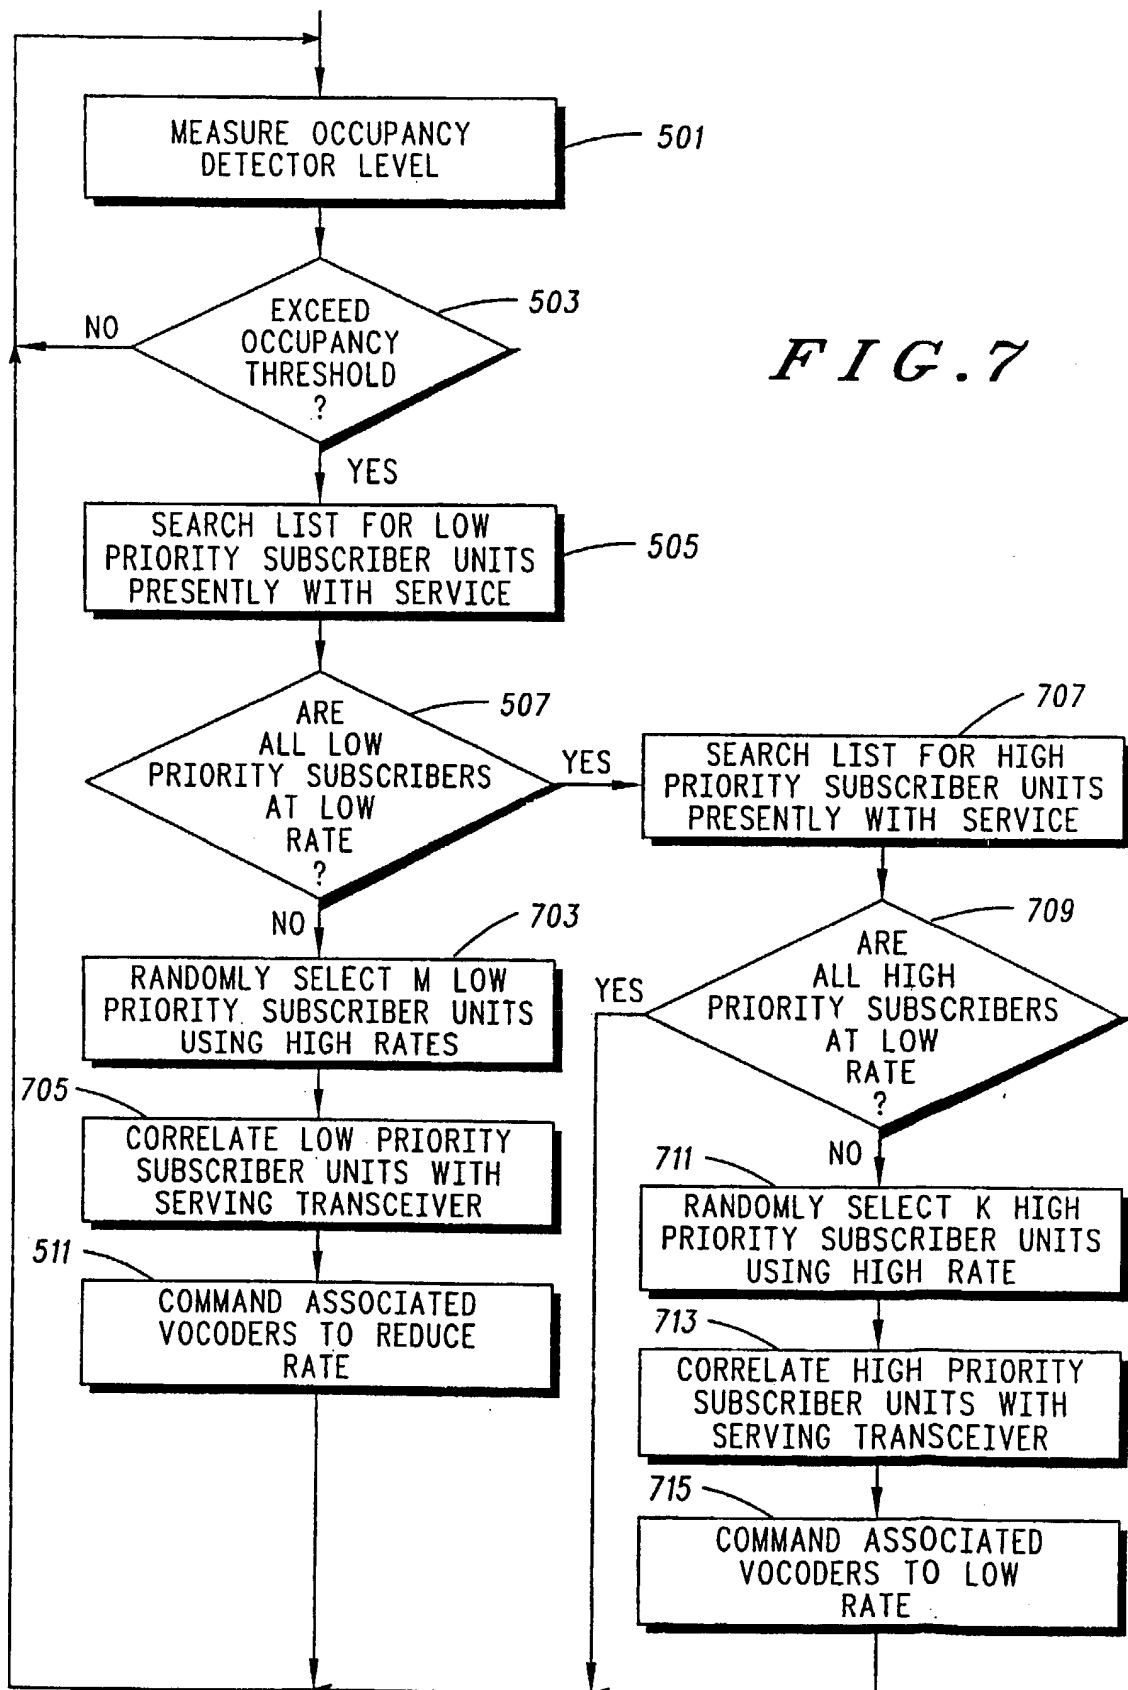 MEASURE OCCUPANCY
DETECTOR LEVEL
501
EXCEED
OCCUPANCY
THRESHOLD
?
503
NO
YES
FIG.7
SEARCH LIST FOR LOW
PRIORITY SUBSCRIBER UNITS
PRESENTLY WITH SERVICE
505
ARE
ALL LOW
PRIORITY SUBSCRIBERS
AT LOW
RATE
?
507
YES
NO
707
SEARCH LIST FOR HIGH
PRIORITY SUBSCRIBER UNITS
PRESENTLY WITH SERVICE
703
RANDOMLY SELECT M LOW
PRIORITY SUBSCRIBER UNITS
USING HIGH RATES
709
ARE
ALL HIGH
PRIORITY SUBSCRIBERS
AT LOW
RATE
?
YES
NO
705
CORRELATE LOW PRIORITY
SUBSCRIBER UNITS WITH
SERVING TRANSCEIVER
711
RANDOMLY SELECT K HIGH
PRIORITY SUBSCRIBER UNITS
USING HIGH RATE
511
COMMAND ASSOCIATED
VOCODERS TO REDUCE
RATE
713
CORRELATE HIGH PRIORITY
SUBSCRIBER UNITS WITH
SERVING TRANSCEIVER
715
COMMAND ASSOCIATED
VOCODERS TO LOW
RATE